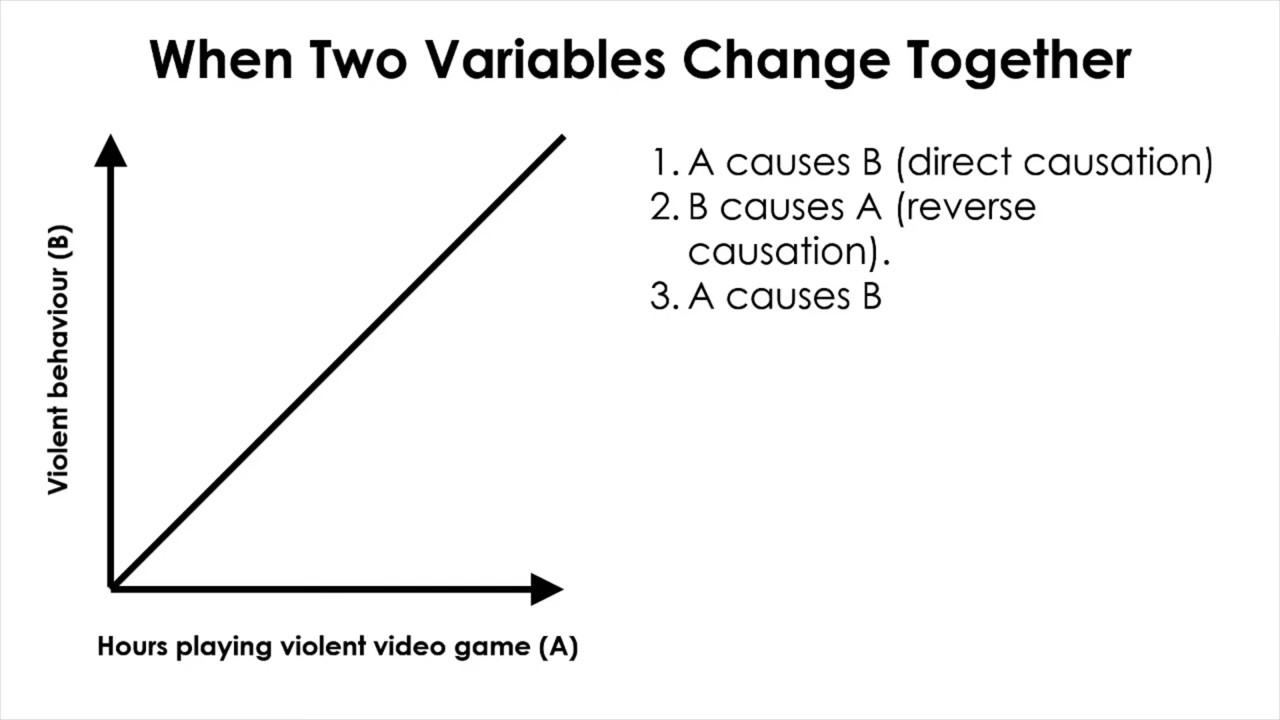 When Two Variables Change Together
Violent behaviour (B)
Hours playing violent video game (A)
1. A causes B (direct causation)
2. B causes A (reverse
causation).
3. A causes B